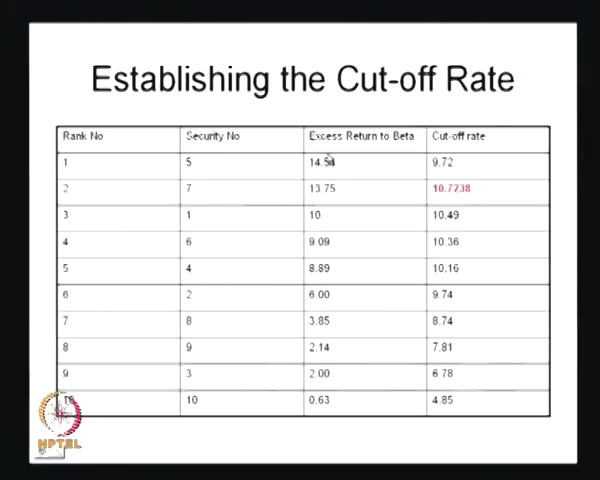 Establishing the Cut-off Rate
Rank No Security No Excess Return to Beta Cut-off rate
1 5 14.54 9.72
2 7 13.75 10.7238
3 1 10 10.49
4 6 9.09 10.36
5 4 8.89 10.16
6 2 6.00 9.74
7 8 3.85 8.74
8 9 2.14 7.81
9 3 2.00 6.78
10 10 0.63 4.85
NPTEL